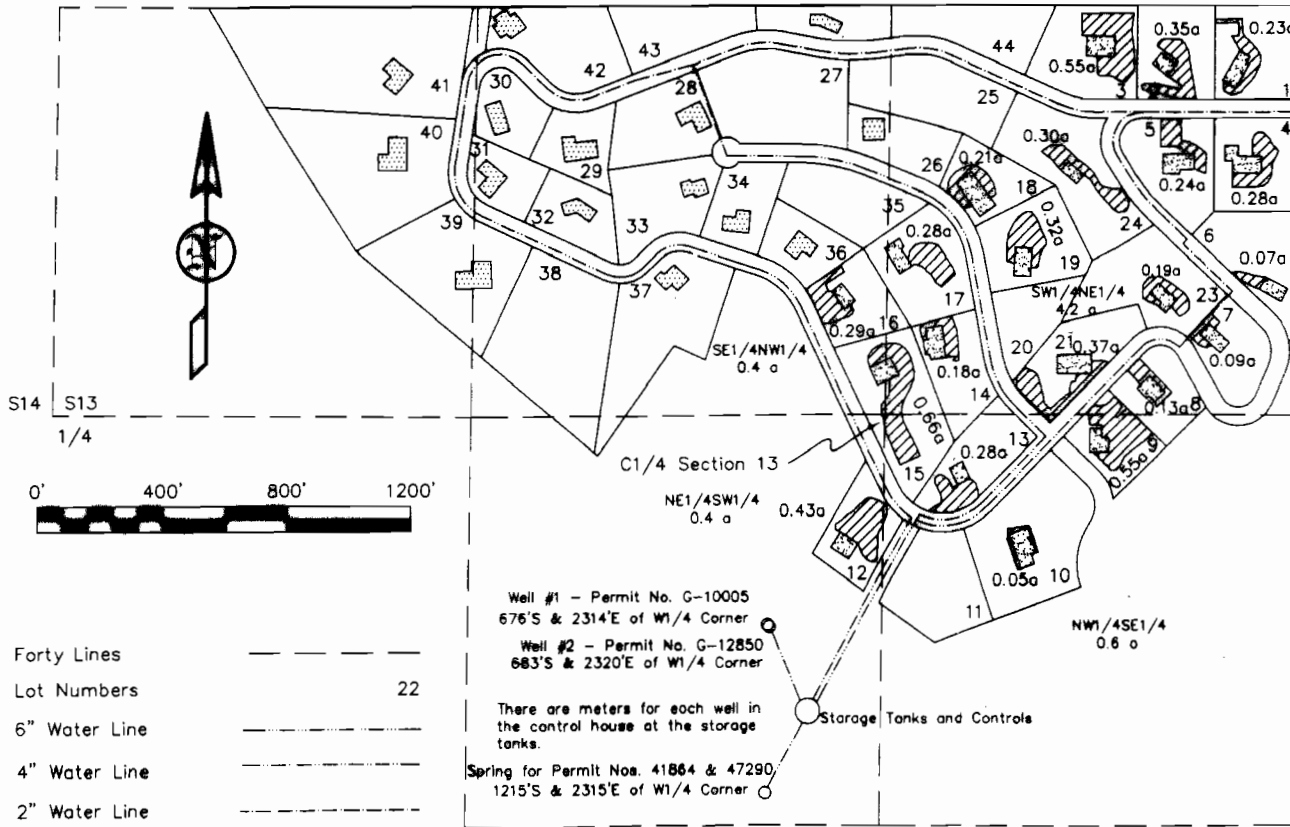 43
44
0.35a
0.23a
41
30
42
28
27
25
0.55a
3
1
40
5
4
31
29
34
26
0.21a
0.30a
18
0.24a
0.28a
39
32
33
35
0.28a
0.32a
24
6
38
37
36
17
19
0.19a
23
0.07a
SW1/4NE1/4
4.2 a
7
16
0.29a
SE1/4NW1/4
0.4 a
20
21
0.37a
0.09a
0.18a
14
0.13a
8
S14
S13
1/4
0.66a
13
9
C1/4 Section 13
15
0.28a
0.55a
0' 400' 800' 1200'
NE1/4SW1/4
0.4 a
0.43a
12
0.05a
10
11
Well #1 - Permit No. G-10005
676'S & 2314'E of W1/4 Corner
NW1/4SE1/4
0.6 a
Well #2 - Permit No. G-12850
683'S & 2320'E of W1/4 Corner
Forty Lines
Lot Numbers 22
There are meters for each well in
the control house at the storage
tanks.
Storage Tanks and Controls
6" Water Line
4" Water Line
Spring for Permit Nos. 41864 & 47290
1215'S & 2315'E of W1/4 Corner
2" Water Line